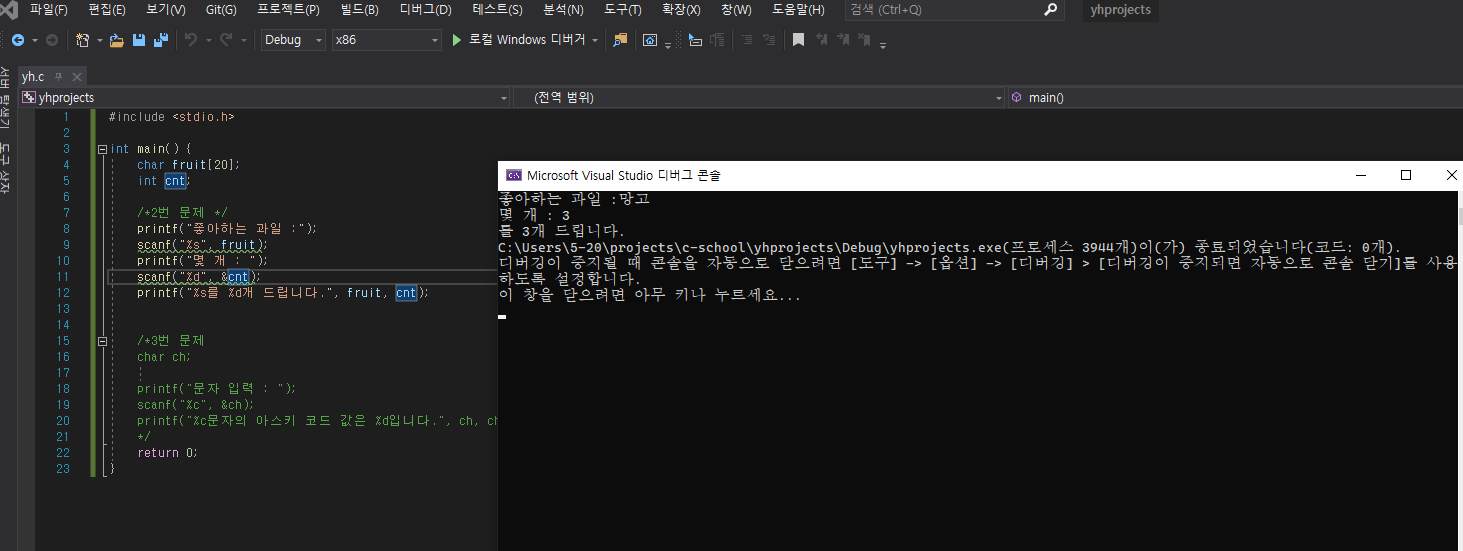 파일(F) 편집(E) 보기(V) Git(G) 프로젝트(P) 빌드(B) 디버그(D) 테스트(S) 분석(N) 도구(T) 확장(X) 창(W) 도움말(H) 검색 (Ctrl+Q) yhprojects
Debug x86 로컬 Windows 디버거
서버 탐색기 도구 상자
yh.c
yhprojects (전역 범위) main()
1 #include <stdio.h>
2
3 int main() {
4 char fruit[20];
5 int cnt;
6
7 /*2번 문제 */
8 printf("좋아하는 과일 :");
9 scanf("%s", fruit);
10 printf("몇 개 : ");
11 scanf("%d", &cnt);
12 printf("%s를 %d개 드립니다.", fruit, cnt);
13
14
15 /*3번 문제
16 char ch;
17
18 printf("문자 입력 : ");
19 scanf("%c", &ch);
20 printf("%c문자의 아스키 코드 값은 %d입니다.", ch, ch
21 */
22 return 0;
23 }
Microsoft Visual Studio 디버그 콘솔
좋아하는 과일 :망고
몇 개 : 3
를 3개 드립니다.
C:\Users\5-20\projects\c-school\yhprojects\Debug\yhprojects.exe(프로세스 3944개)이(가) 종료되었습니다(코드: 0개).
디버깅이 중지될 때 콘솔을 자동으로 닫으려면 [도구] -> [옵션] -> [디버깅] > [디버깅이 중지되면 자동으로 콘솔 닫기]를 사용
하도록 설정합니다.
이 창을 닫으려면 아무 키나 누르세요...